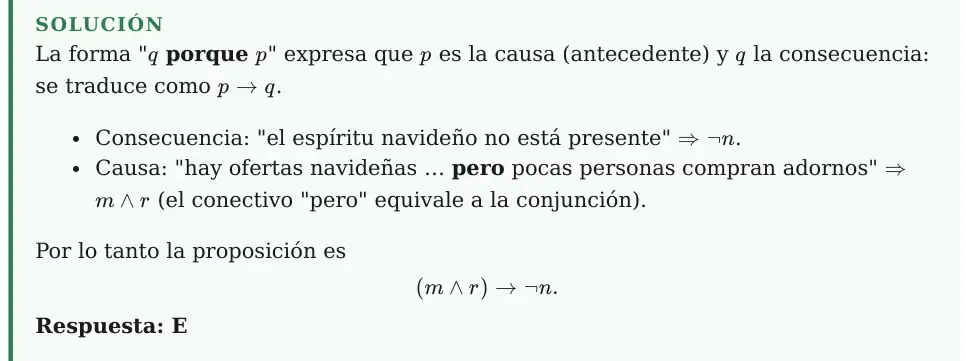 SOLUCIÓN
La forma "q porque p" expresa que p es la causa (antecedente) y q la consecuencia:
se traduce como p → q.
• Consecuencia: "el espíritu navideño no está presente" ⇒ ¬n.
• Causa: "hay ofertas navideñas ... pero pocas personas compran adornos" ⇒
m ∧ r (el conectivo "pero" equivale a la conjunción).
Por lo tanto la proposición es
(m ∧ r) → ¬n.
Respuesta: E